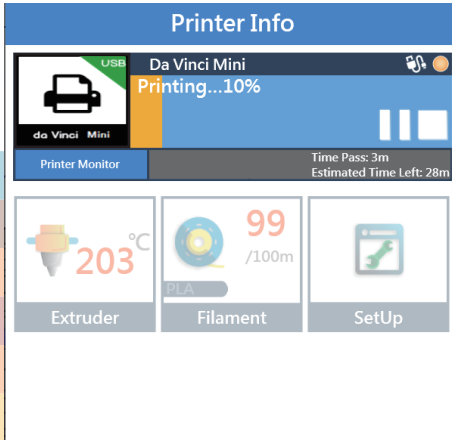 Printer Info
USB
Da Vinci Mini
Printing...10%
da Vinci Mini
Printer Monitor
Time Pass: 3m
Estimated Time Left: 28m
203 °C
99
/100m
PLA
Extruder
Filament
SetUp